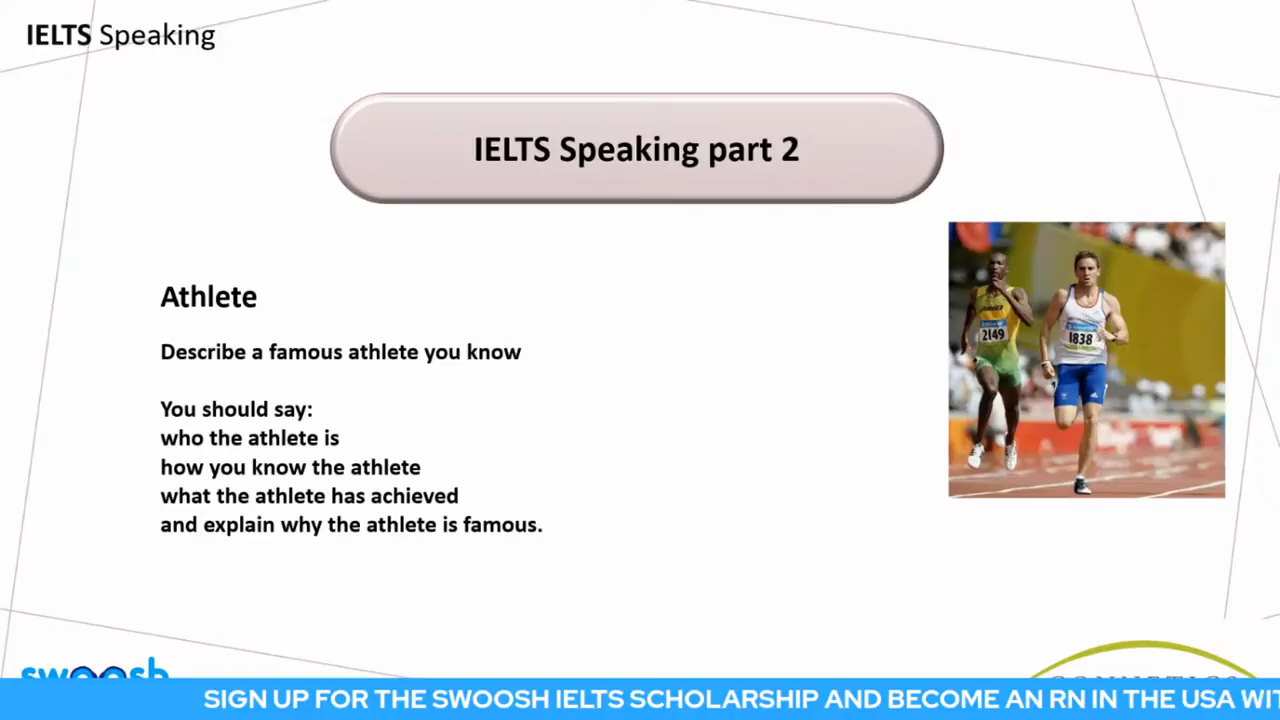 IELTS Speaking
IELTS Speaking part 2
Athlete
Describe a famous athlete you know
You should say:
who the athlete is
how you know the athlete
what the athlete has achieved
and explain why the athlete is famous.
2149
1838
swoosh
SIGN UP FOR THE SWOOSH IELTS SCHOLARSHIP AND BECOME AN RN IN THE USA WIT